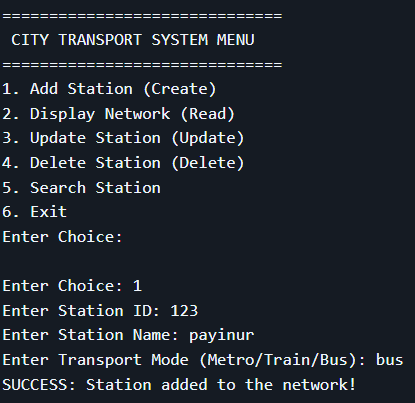 ==============================
 CITY TRANSPORT SYSTEM MENU
==============================
1. Add Station (Create)
2. Display Network (Read)
3. Update Station (Update)
4. Delete Station (Delete)
5. Search Station
6. Exit
Enter Choice:

Enter Choice: 1
Enter Station ID: 123
Enter Station Name: payinur
Enter Transport Mode (Metro/Train/Bus): bus
SUCCESS: Station added to the network!